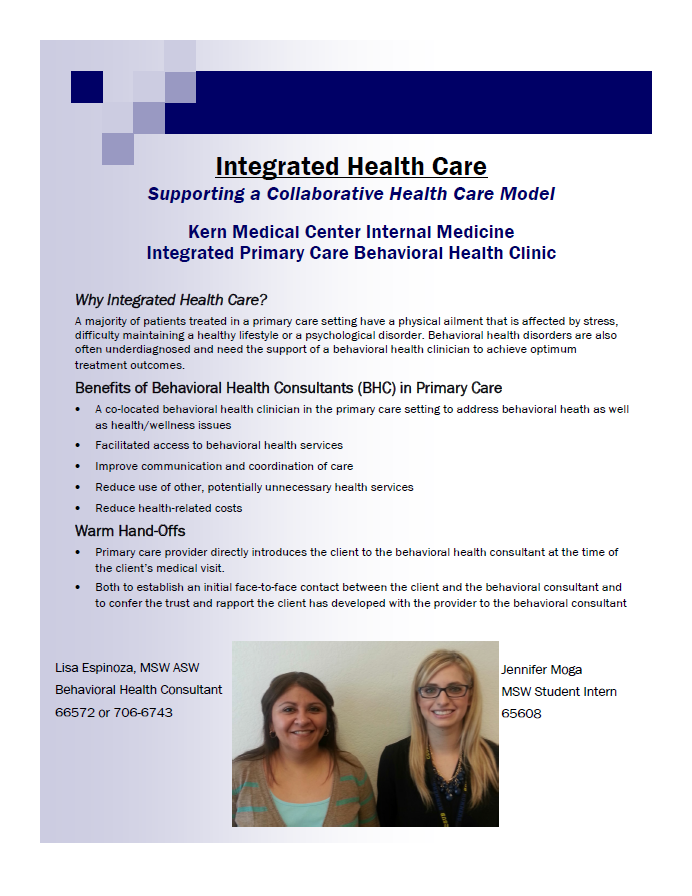 Integrated Health Care
Supporting a Collaborative Health Care Model
Kern Medical Center Internal Medicine
Integrated Primary Care Behavioral Health Clinic
Why Integrated Health Care?
A majority of patients treated in a primary care setting have a physical ailment that is affected by stress,
difficulty maintaining a healthy lifestyle or a psychological disorder. Behavioral health disorders are also
often underdiagnosed and need the support of a behavioral health clinician to achieve optimum
treatment outcomes.
Benefits of Behavioral Health Consultants (BHC) in Primary Care
• A co-located behavioral health clinician in the primary care setting to address behavioral heath as well
as health/wellness issues
• Facilitated access to behavioral health services
• Improve communication and coordination of care
• Reduce use of other, potentially unnecessary health services
• Reduce health-related costs
Warm Hand-Offs
• Primary care provider directly introduces the client to the behavioral health consultant at the time of
the client's medical visit.
• Both to establish an initial face-to-face contact between the client and the behavioral consultant and
to confer the trust and rapport the client has developed with the provider to the behavioral consultant
Lisa Espinoza, MSW ASW
Behavioral Health Consultant
66572 or 706-6743
Jennifer Moga
MSW Student Intern
65608